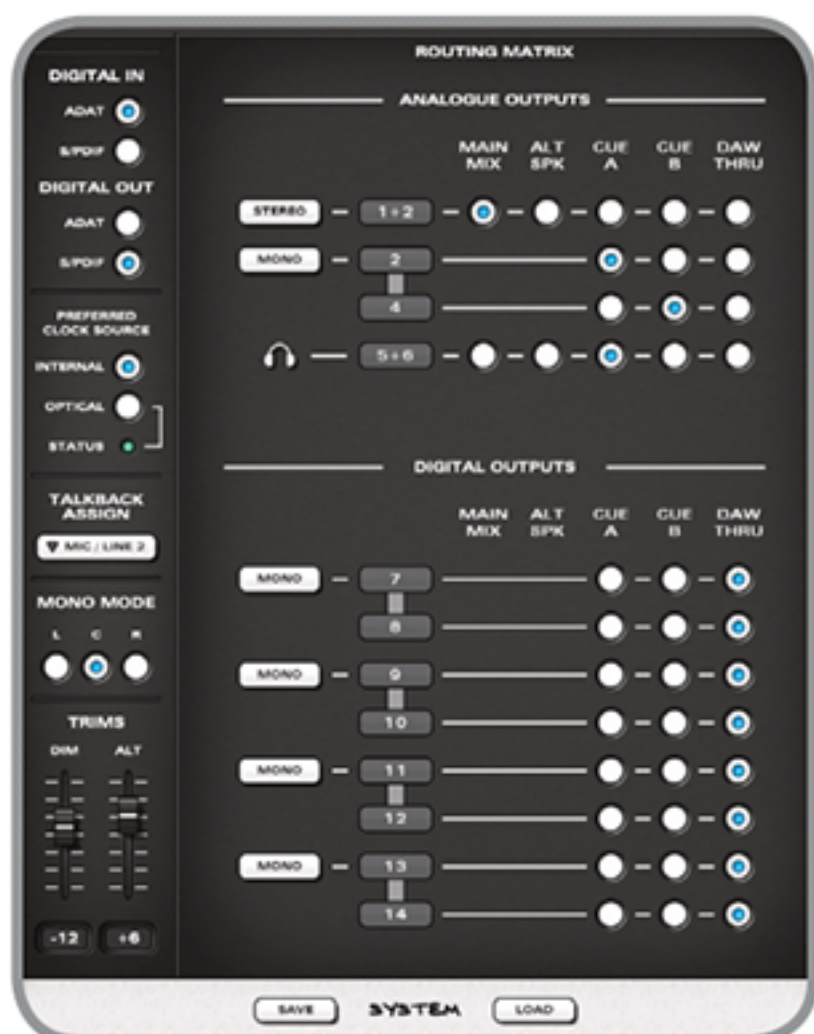 DIGITAL IN
ADAT
S/PDIF
DIGITAL OUT
ADAT
S/PDIF
PREFERRED
CLOCK SOURCE
INTERNAL
OPTICAL
STATUS
TALKBACK
ASSIGN
MIC / LINE 2
MONO MODE
L C R
TRIMS
DIM ALT
-12 +6
ROUTING MATRIX
ANALOGUE OUTPUTS
MAIN MIX ALT SPK CUE A CUE B DAW THRU
STEREO 1+2
MONO 2
4
5+6
DIGITAL OUTPUTS
MAIN MIX ALT SPK CUE A CUE B DAW THRU
MONO 7
8
MONO 9
10
MONO 11
12
MONO 13
14
SAVE SYSTEM LOAD